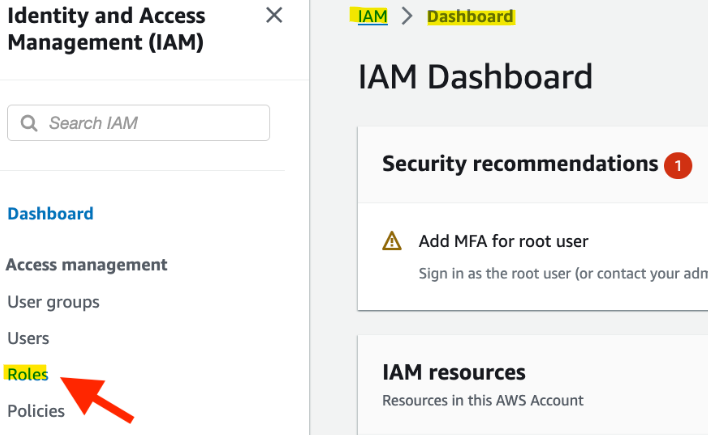 Identity and Access
Management (IAM)
Search IAM
Dashboard
Access management
User groups
Users
Roles
Policies
IAM > Dashboard
IAM Dashboard
Security recommendations 1
Add MFA for root user
Sign in as the root user (or contact your
IAM resources
Resources in this AWS Account